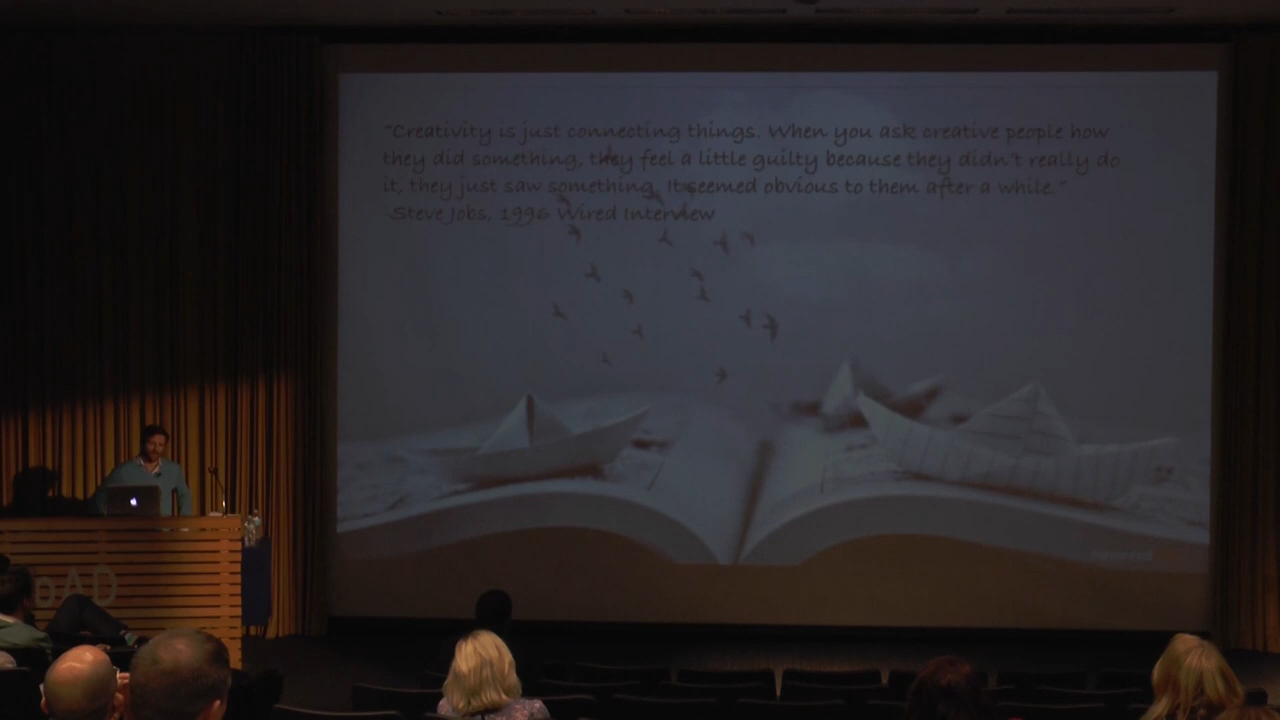 "Creativity is just connecting things. When you ask creative people how
they did something, they feel a little guilty because they didn't really do
it, they just saw something. It seemed obvious to them after a while."
-Steve Jobs, 1996 Wired Interview
oAD